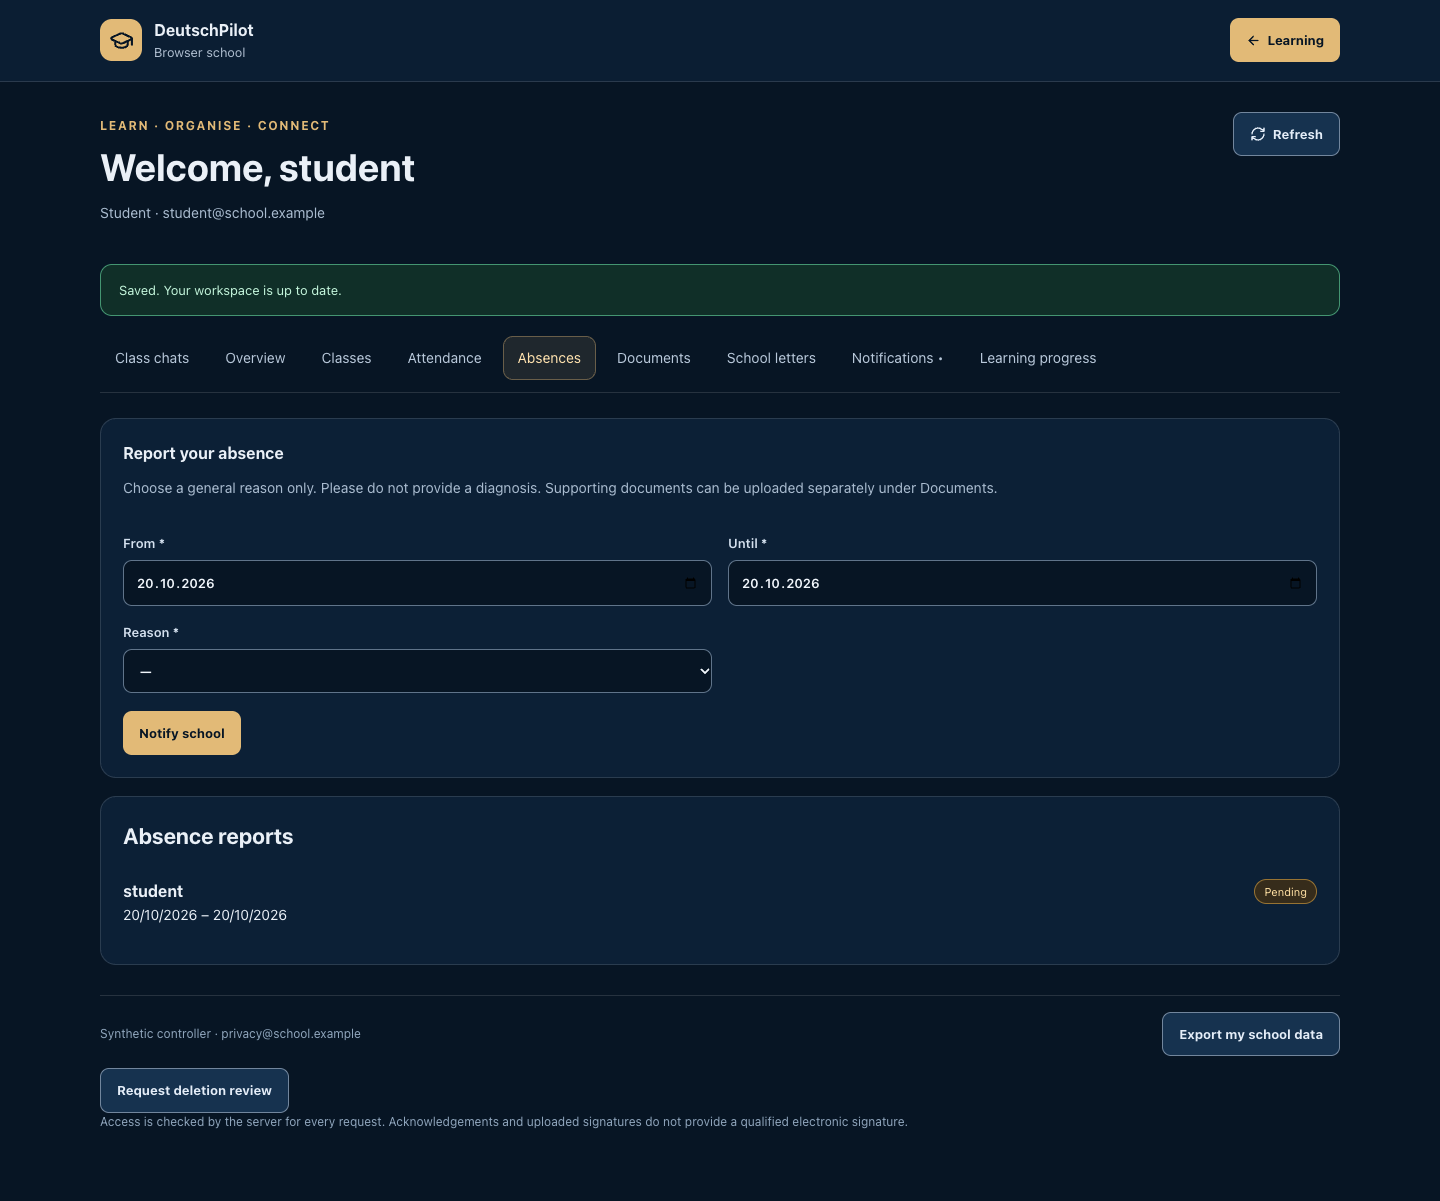 DeutschPilot
Browser school
Learning
LEARN · ORGANISE · CONNECT
Refresh
Welcome, student
Student · student@school.example
Saved. Your workspace is up to date.
Class chats Overview Classes Attendance Absences Documents School letters Notifications • Learning progress
Report your absence
Choose a general reason only. Please do not provide a diagnosis. Supporting documents can be uploaded separately under Documents.
From * Until *
20.10.2026 20.10.2026
Reason *
—
Notify school
Absence reports
student Pending
20/10/2026 – 20/10/2026
Synthetic controller · privacy@school.example Export my school data
Request deletion review
Access is checked by the server for every request. Acknowledgements and uploaded signatures do not provide a qualified electronic signature.